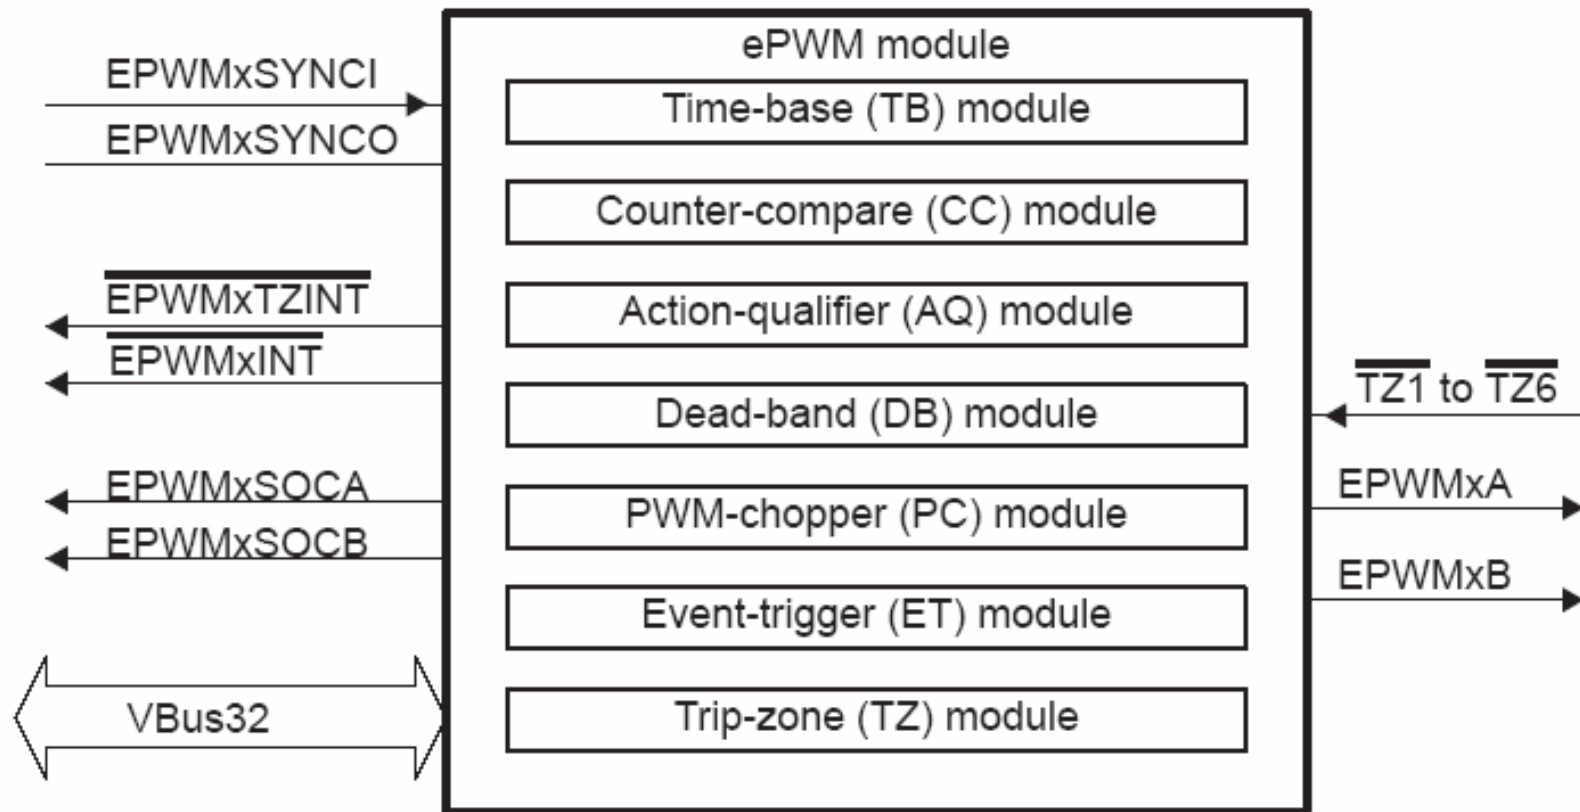 ePWM module
EPWMxSYNCI
Time-base (TB) module
EPWMxSYNCO
Counter-compare (CC) module
EPWMxTZINT
Action-qualifier (AQ) module
EPWMxINT
TZ1 to TZ6
Dead-band (DB) module
EPWMxSOCA
EPWMxA
PWM-chopper (PC) module
EPWMxSOCB
EPWMxB
Event-trigger (ET) module
VBus32
Trip-zone (TZ) module